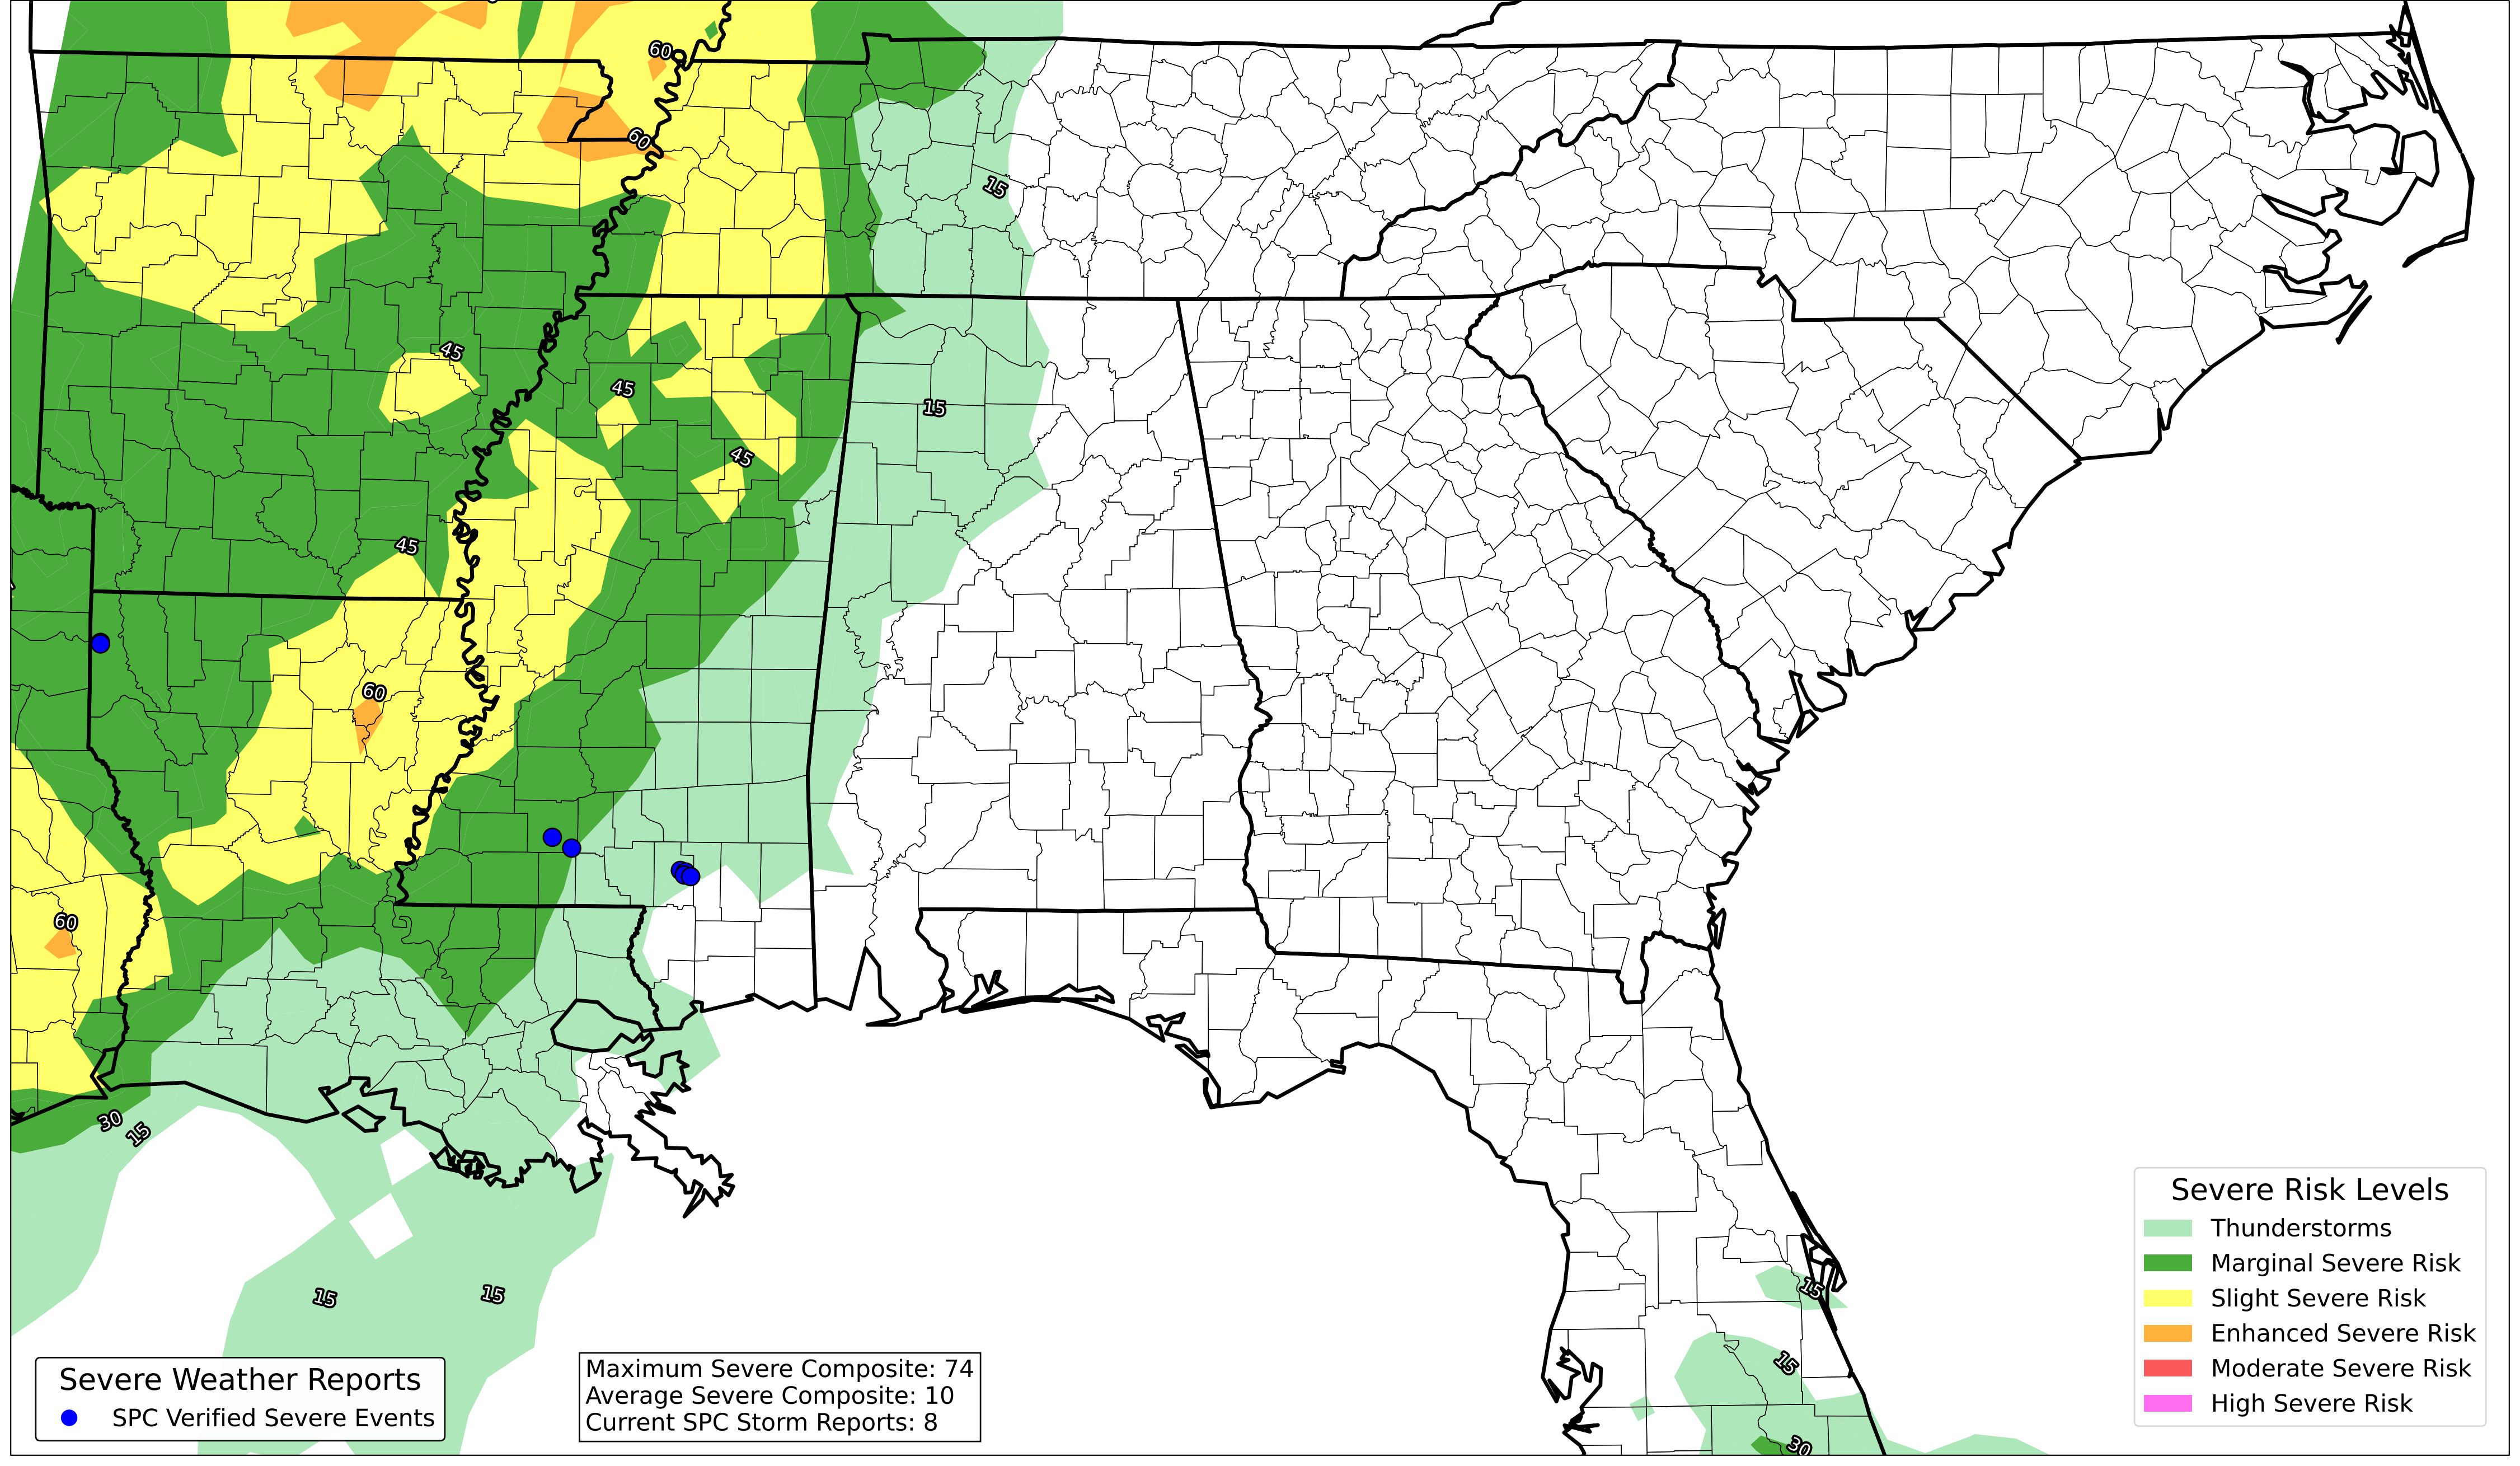 60
60
15
45
45
15
45
45
60
60
30
15
15
15
15
15
30
Severe Weather Reports
SPC Verified Severe Events
Maximum Severe Composite: 74
Average Severe Composite: 10
Current SPC Storm Reports: 8
Severe Risk Levels
Thunderstorms
Marginal Severe Risk
Slight Severe Risk
Enhanced Severe Risk
Moderate Severe Risk
High Severe Risk